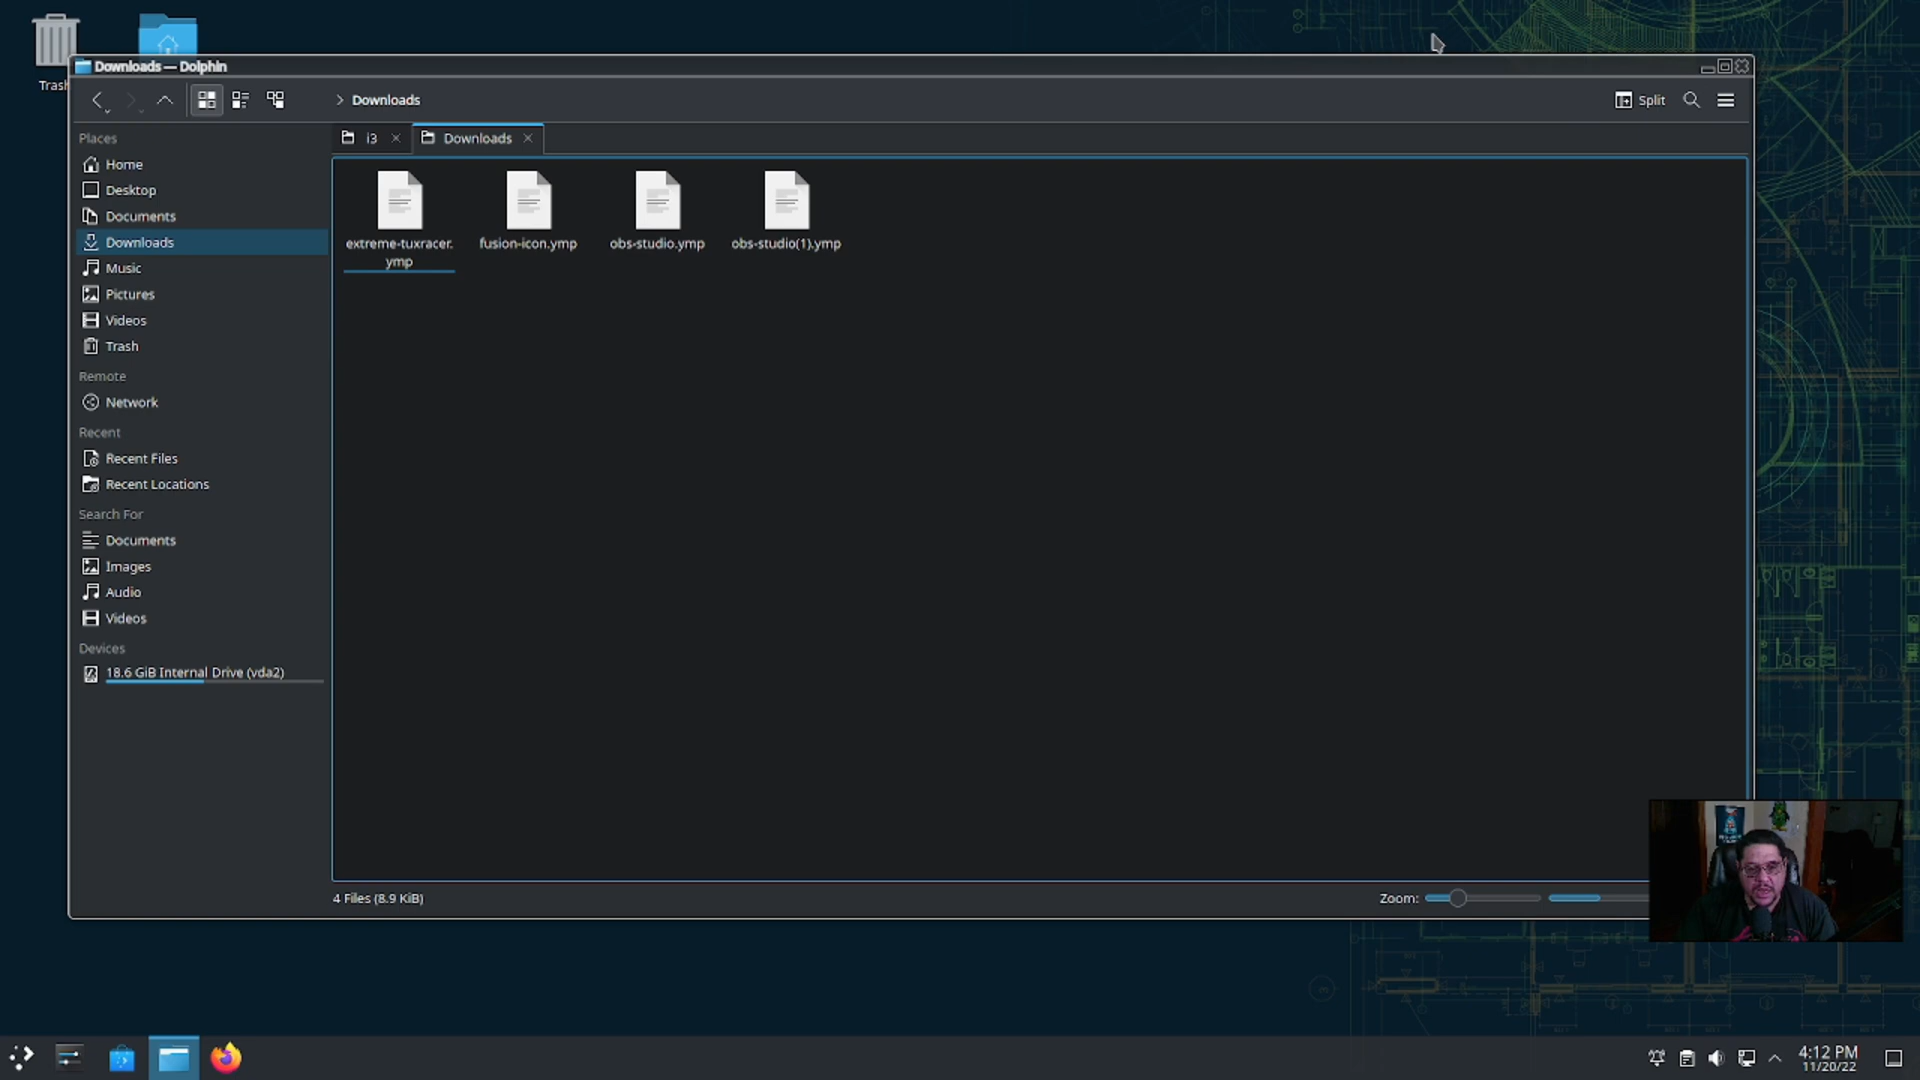 Trash
Downloads — Dolphin
Downloads
Split
Places
Home
Desktop
Documents
Downloads
Music
Pictures
Videos
Trash
Remote
Network
Recent
Recent Files
Recent Locations
Search For
Documents
Images
Audio
Videos
Devices
18.6 GiB Internal Drive (vda2)
i3
Downloads
extreme-tuxracer.
ymp
fusion-icon.ymp
obs-studio.ymp
obs-studio(1).ymp
4 Files (8.9 KiB)
Zoom:
4:12 PM
11/20/22